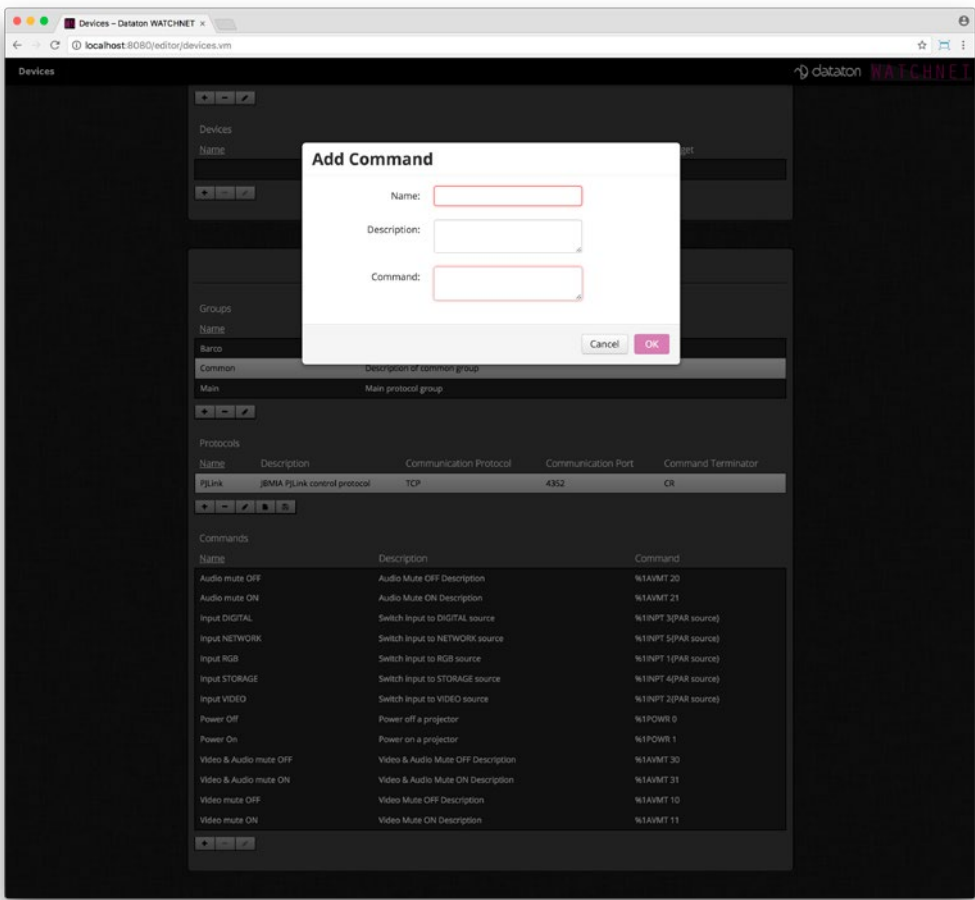 Devices – Dataton WATCHNET ×
localhost:8080/editor/devices.vm
Devices dataton WATCHNET
+ −
Devices
Name get
+ −
Add Command
Name:
Description:
Command:
Cancel OK
Groups
Name
Barco
Common Description of common group
Main Main protocol group
+ −
Protocols
Name Description Communication Protocol Communication Port Command Terminator
PJLink JBMIA PJLink control protocol TCP 4352 CR
+ −
Commands
Name Description Command
Audio mute OFF Audio Mute OFF Description %1AVMT 20
Audio mute ON Audio Mute ON Description %1AVMT 21
Input DIGITAL Switch input to DIGITAL source %1INPT 3{PAR source}
Input NETWORK Switch input to NETWORK source %1INPT 5{PAR source}
Input RGB Switch input to RGB source %1INPT 1{PAR source}
Input STORAGE Switch input to STORAGE source %1INPT 4{PAR source}
Input VIDEO Switch input to VIDEO source %1INPT 2{PAR source}
Power Off Power off a projector %1POWR 0
Power On Power on a projector %1POWR 1
Video & Audio mute OFF Video & Audio Mute OFF Description %1AVMT 30
Video & Audio mute ON Video & Audio Mute ON Description %1AVMT 31
Video mute OFF Video Mute OFF Description %1AVMT 10
Video mute ON Video Mute ON Description %1AVMT 11
+ −